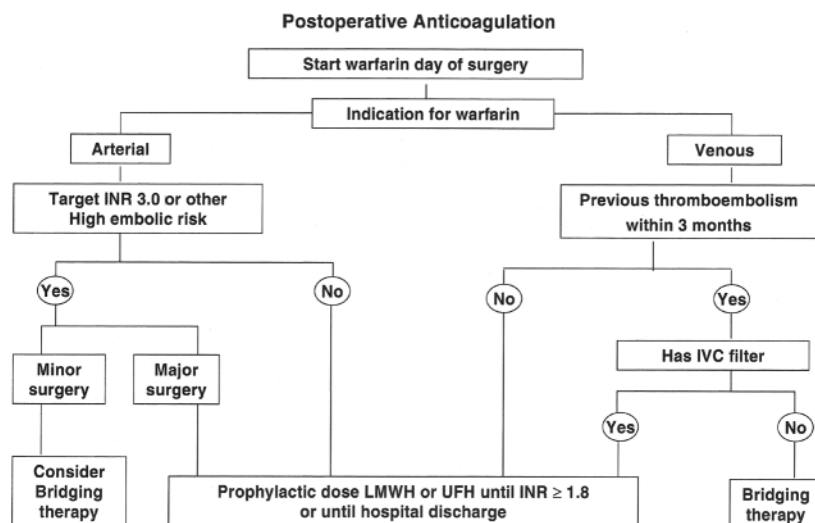 Postoperative Anticoagulation
Start warfarin day of surgery
Indication for warfarin
Arterial
Venous
Target INR 3.0 or other
High embolic risk
Previous thromboembolism
within 3 months
Yes
No
No
Yes
Minor
surgery
Major
surgery
Has IVC filter
Yes
No
Consider
Bridging
therapy
Prophylactic dose LMWH or UFH until INR ≥ 1.8
or until hospital discharge
Bridging
therapy